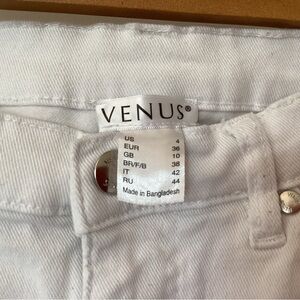 VENUS®
US 4
EUR 36
GB 10
BR/F/B 38
IT 42
RU 44
Made in Bangladesh